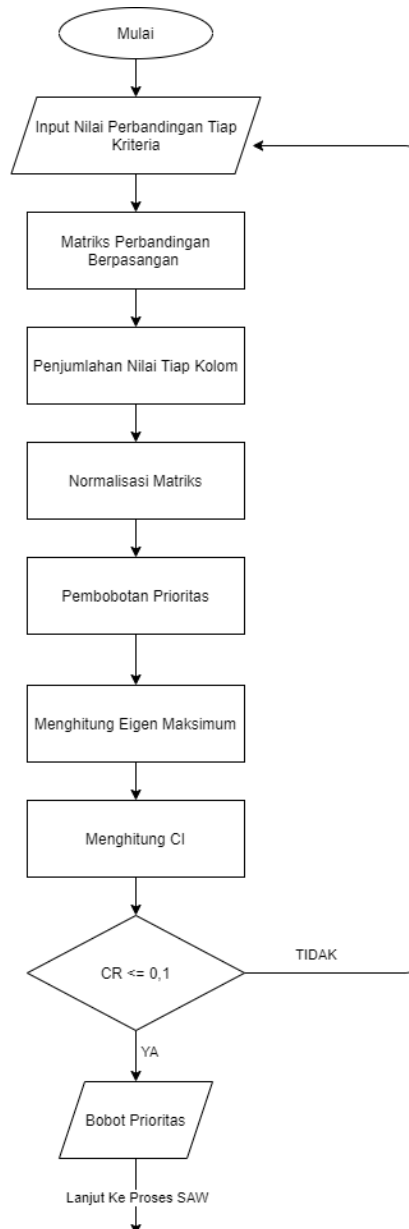 Mulai
Input Nilai Perbandingan Tiap
Kriteria
Matriks Perbandingan
Berpasangan
Penjumlahan Nilai Tiap Kolom
Normalisasi Matriks
Pembobotan Prioritas
Menghitung Eigen Maksimum
Menghitung CI
CR <= 0,1
TIDAK
YA
Bobot Prioritas
Lanjut Ke Proses SAW